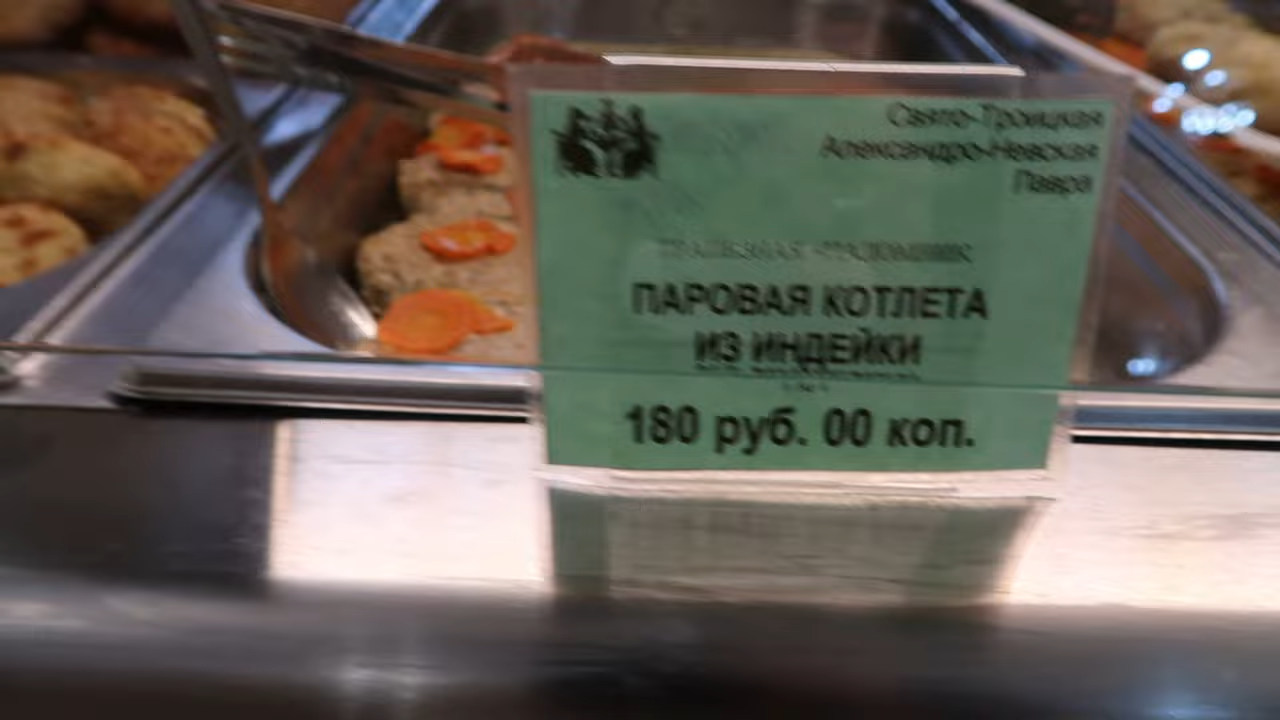 Свято-Троицкая
Александро-Невская
Лавра
ПАРОВАЯ КОТЛЕТА
ИЗ ИНДЕЙКИ
180 руб. 00 коп.